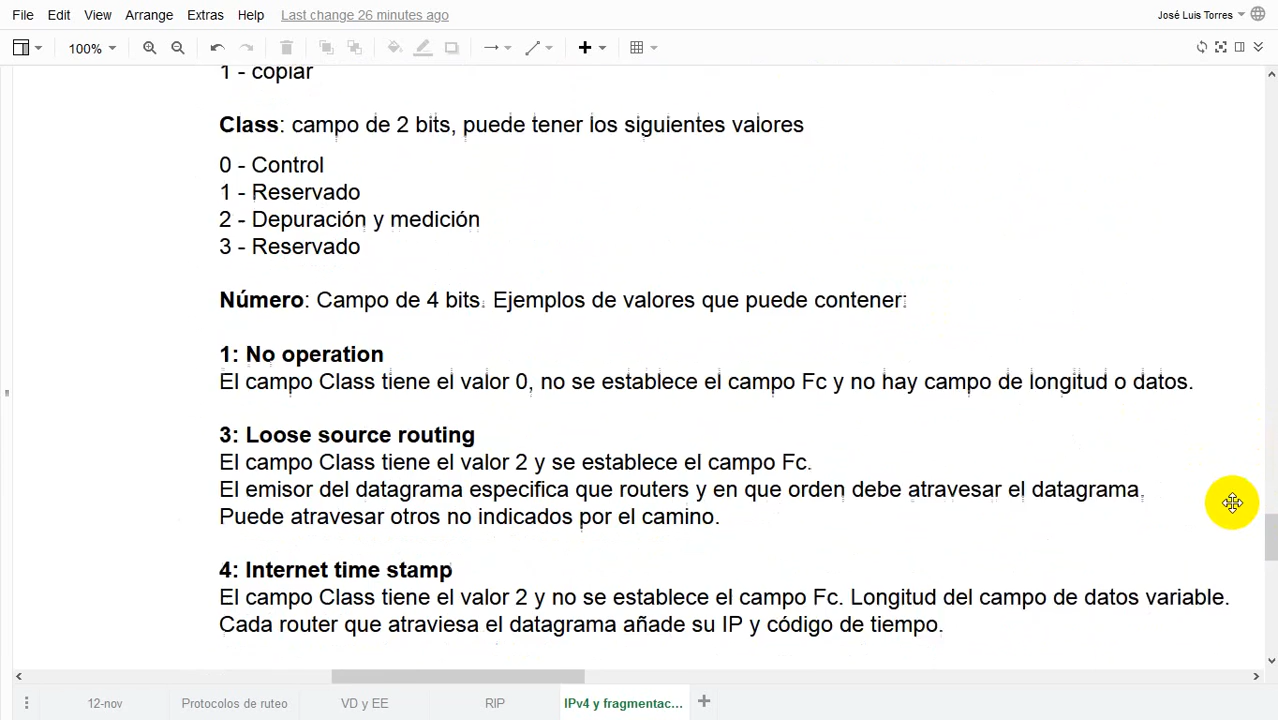 File Edit View Arrange Extras Help Last change 26 minutes ago José Luis Torres
100%
1 - copiar
Class: campo de 2 bits, puede tener los siguientes valores
0 - Control
1 - Reservado
2 - Depuración y medición
3 - Reservado
Número: Campo de 4 bits. Ejemplos de valores que puede contener:
1: No operation
El campo Class tiene el valor 0, no se establece el campo Fc y no hay campo de longitud o datos.
3: Loose source routing
El campo Class tiene el valor 2 y se establece el campo Fc.
El emisor del datagrama especifica que routers y en que orden debe atravesar el datagrama.
Puede atravesar otros no indicados por el camino.
4: Internet time stamp
El campo Class tiene el valor 2 y no se establece el campo Fc. Longitud del campo de datos variable.
Cada router que atraviesa el datagrama añade su IP y código de tiempo.
12-nov Protocolos de ruteo VD y EE RIP IPv4 y fragmentac...